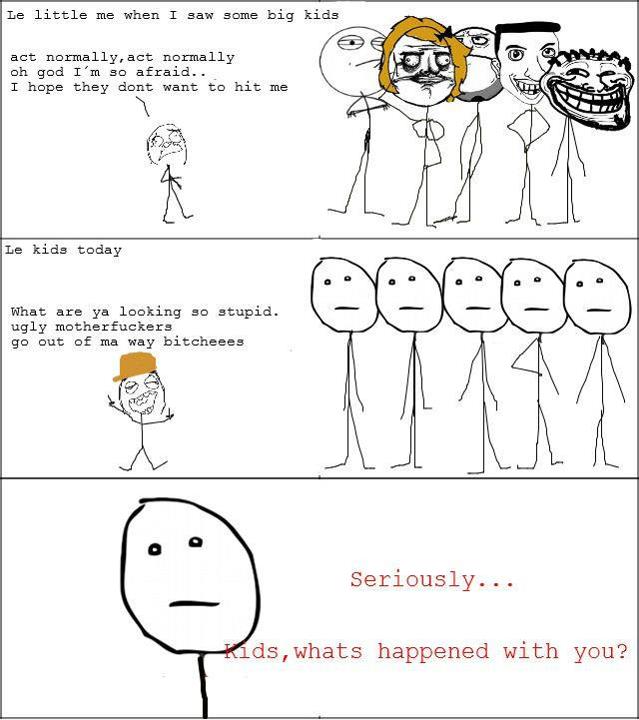 Le little me when I saw some big kids
act normally,act normally
oh god I´m so afraid..
I hope they dont want to hit me
Le kids today
What are ya looking so stupid.
ugly motherfuckers
go out of ma way bitcheees
Seriously...
Kids,whats happened with you?